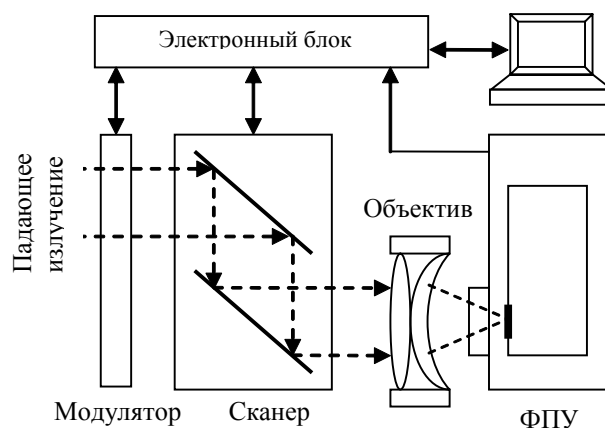 Электронный блок
Падающее
излучение
Объектив
Модулятор
Сканер
ФПУ